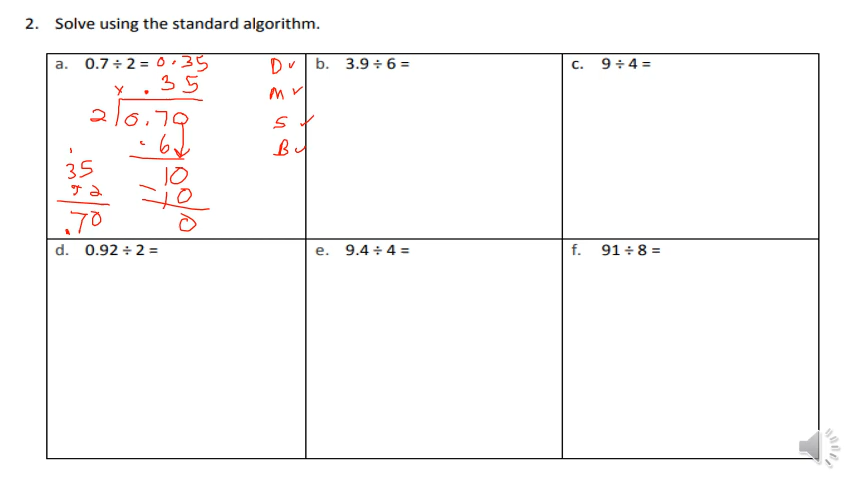 2. Solve using the standard algorithm.
a. 0.7 ÷ 2 = 0.35
x .35
2 0.70
.6
10
- 10
0
1
35
x 2
.70
D ✓
M ✓
S ✓
B ✓
b. 3.9 ÷ 6 =
c. 9 ÷ 4 =
d. 0.92 ÷ 2 =
e. 9.4 ÷ 4 =
f. 91 ÷ 8 =